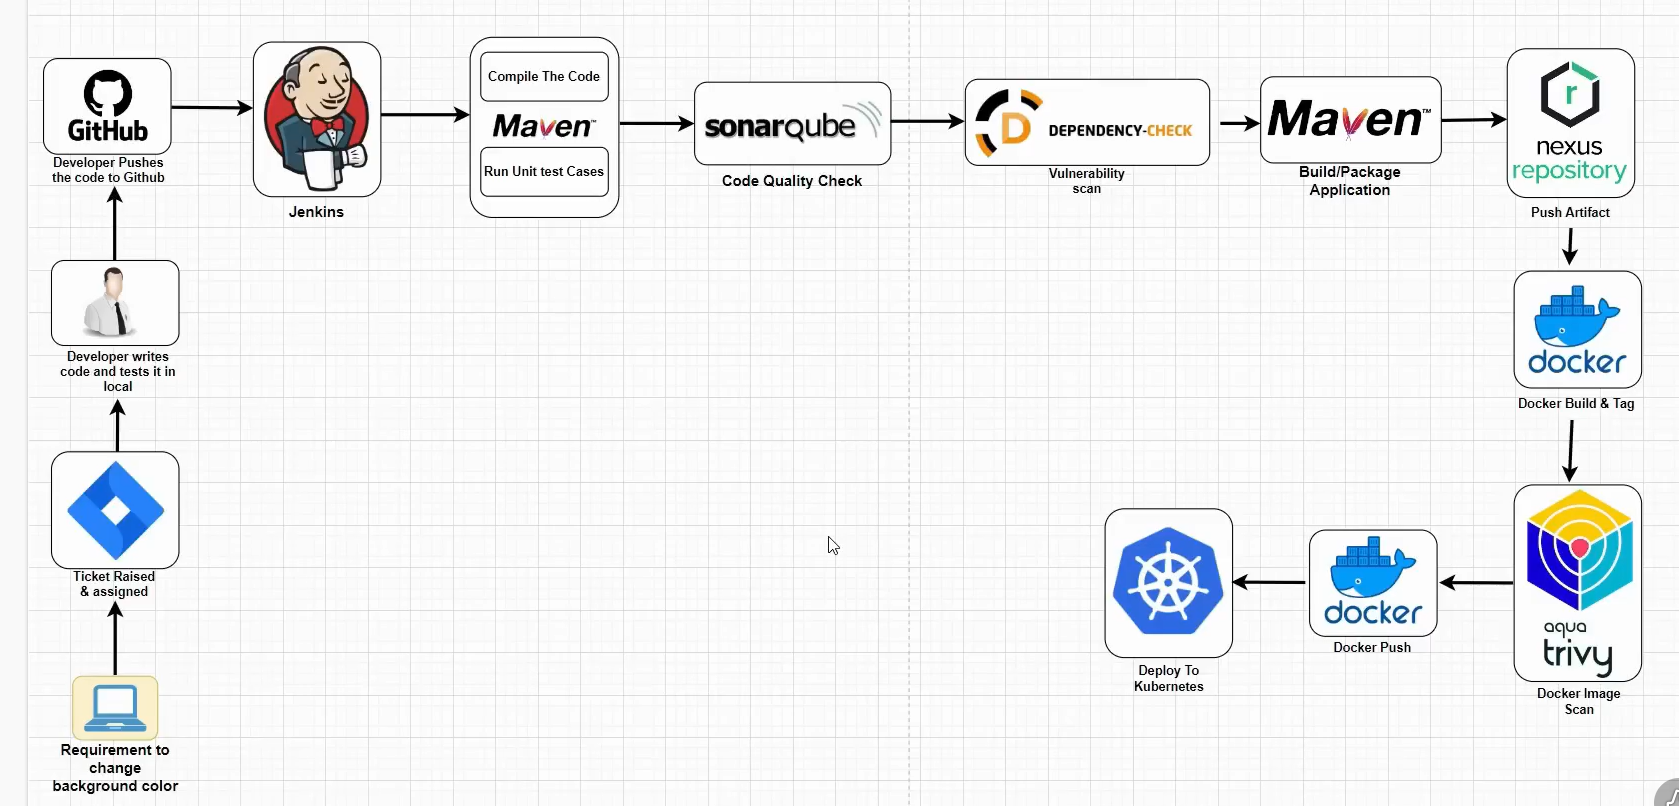 GitHub
Developer Pushes
the code to Github
Jenkins
Compile The Code
Maven™
Run Unit test Cases
sonarqube
Code Quality Check
D
DEPENDENCY-CHECK
Vulnerability
scan
Maven™
Build/Package
Application
r
nexus
repository
Push Artifact
docker
Docker Build & Tag
aqua
trivy
Docker Image
Scan
docker
Docker Push
Deploy To
Kubernetes
Developer writes
code and tests it in
local
Ticket Raised
& assigned
Requirement to
change
background color